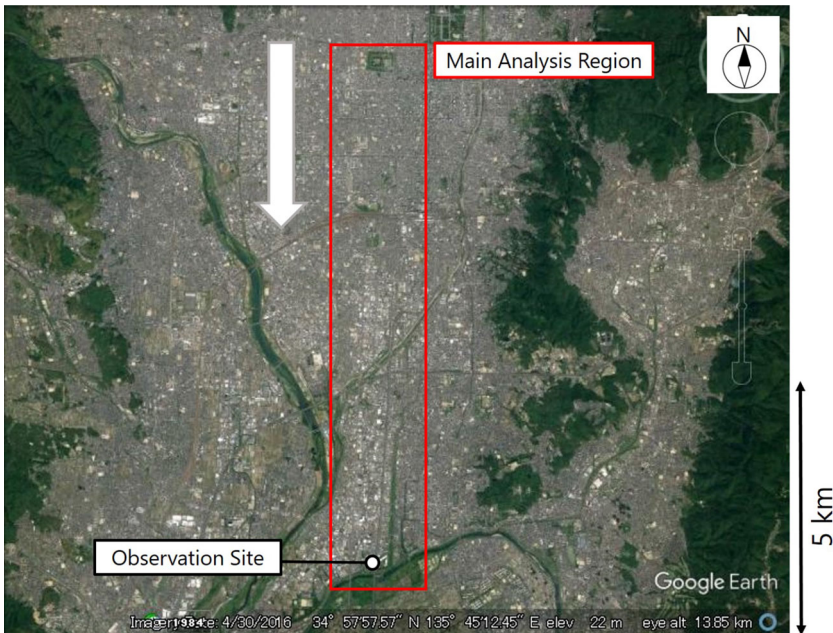 N
Main Analysis Region
Observation Site
5 km
Google Earth
Imagery Date: 4/30/2016 34° 57'57.57" N 135° 45'12.45" E elev 22 m eye alt 13.85 km
1984